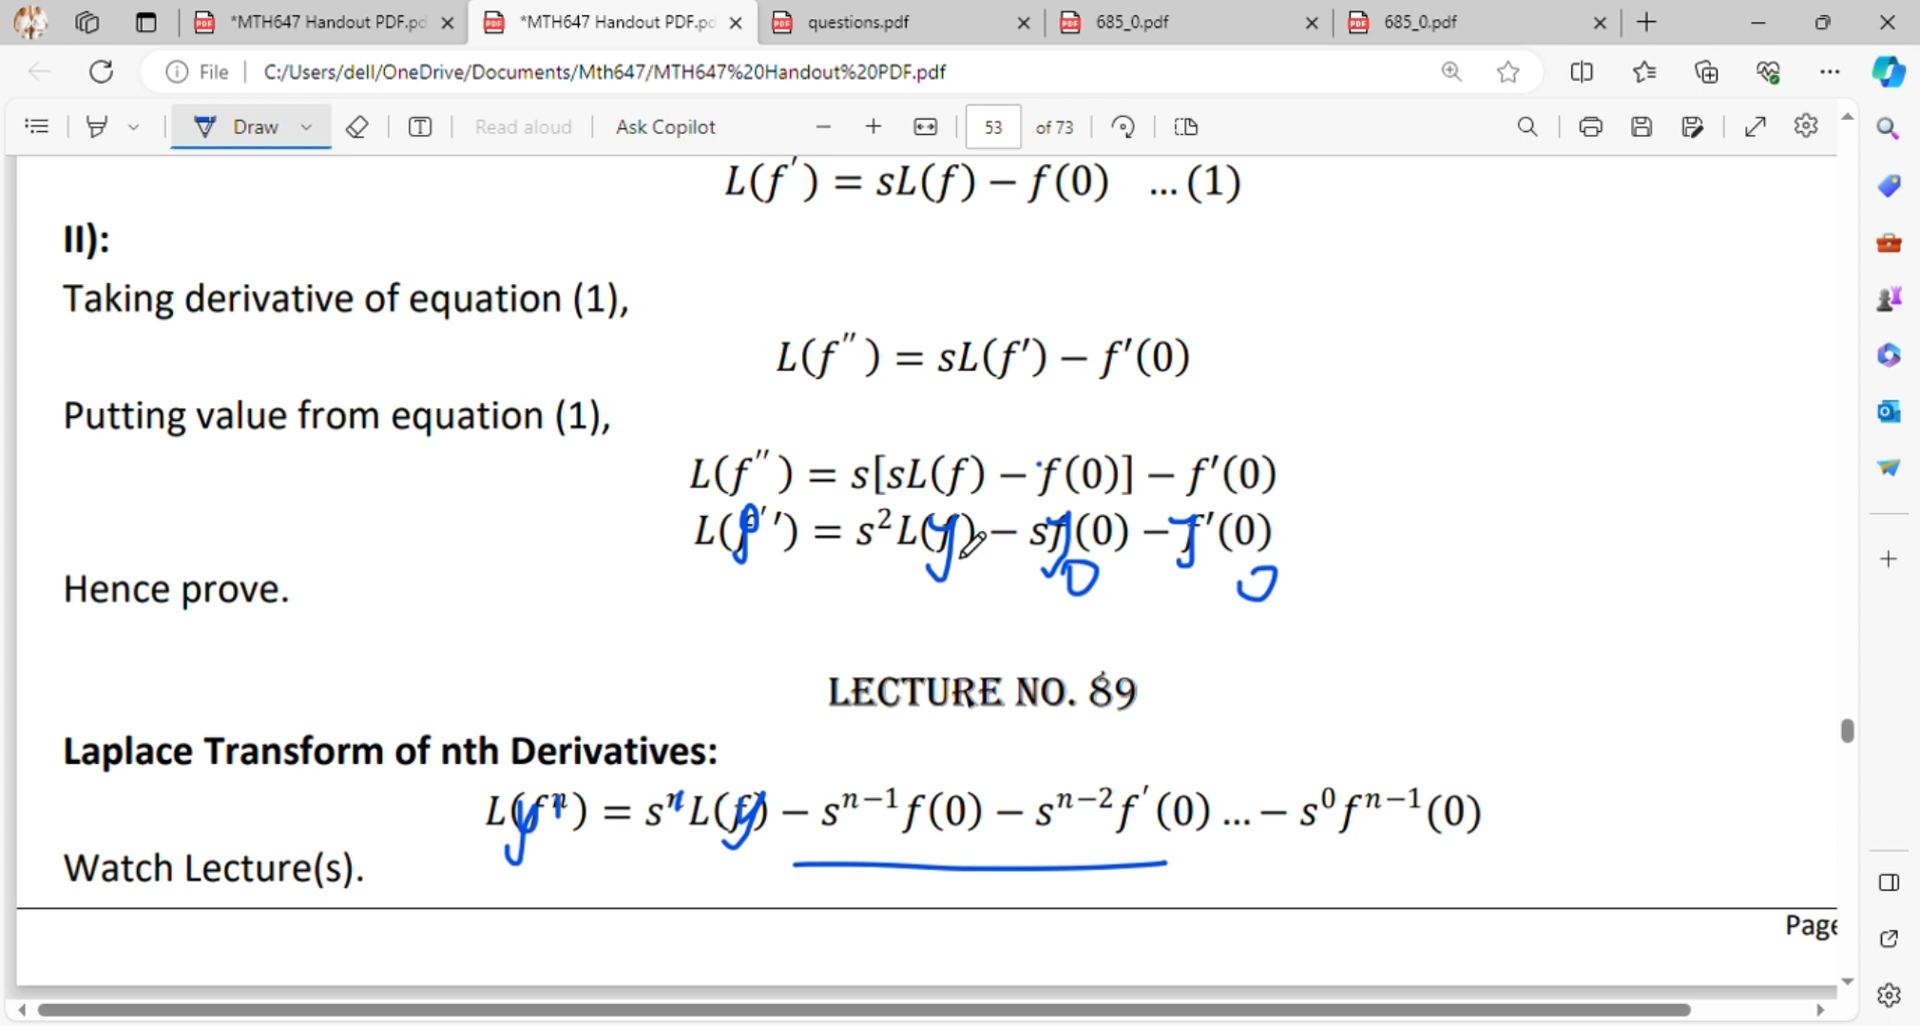 *MTH647 Handout PDF.pd
*MTH647 Handout PDF.pd
questions.pdf
685_0.pdf
685_0.pdf
File
C:/Users/dell/OneDrive/Documents/Mth647/MTH647%20Handout%20PDF.pdf
Draw
Read aloud
Ask Copilot
53 of 73
L(f′) = sL(f) − f(0) …(1)
II):
Taking derivative of equation (1),
L(f″) = sL(f′) − f′(0)
Putting value from equation (1),
L(f″) = s[sL(f) − f(0)] − f′(0)
L(f′′) = s²L(f) − sf(0) − f′(0)
y
0
Hence prove.
LECTURE NO. 89
Laplace Transform of nth Derivatives:
L(fⁿ) = sⁿL(f) − sⁿ⁻¹f(0) − sⁿ⁻²f′(0) … − s⁰fⁿ⁻¹(0)
y y
Watch Lecture(s).
Page